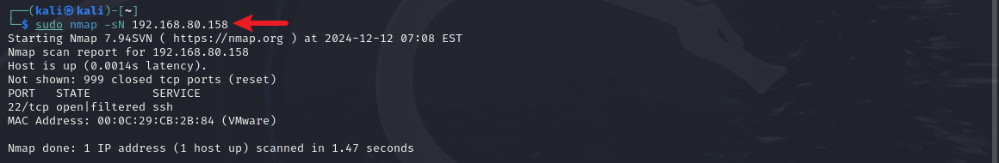 ┌──(kali㉿kali)-[~]
└─$ sudo nmap -sN 192.168.80.158
Starting Nmap 7.94SVN ( https://nmap.org ) at 2024-12-12 07:08 EST
Nmap scan report for 192.168.80.158
Host is up (0.0014s latency).
Not shown: 999 closed tcp ports (reset)
PORT   STATE         SERVICE
22/tcp open|filtered ssh
MAC Address: 00:0C:29:CB:2B:84 (VMware)
Nmap done: 1 IP address (1 host up) scanned in 1.47 seconds